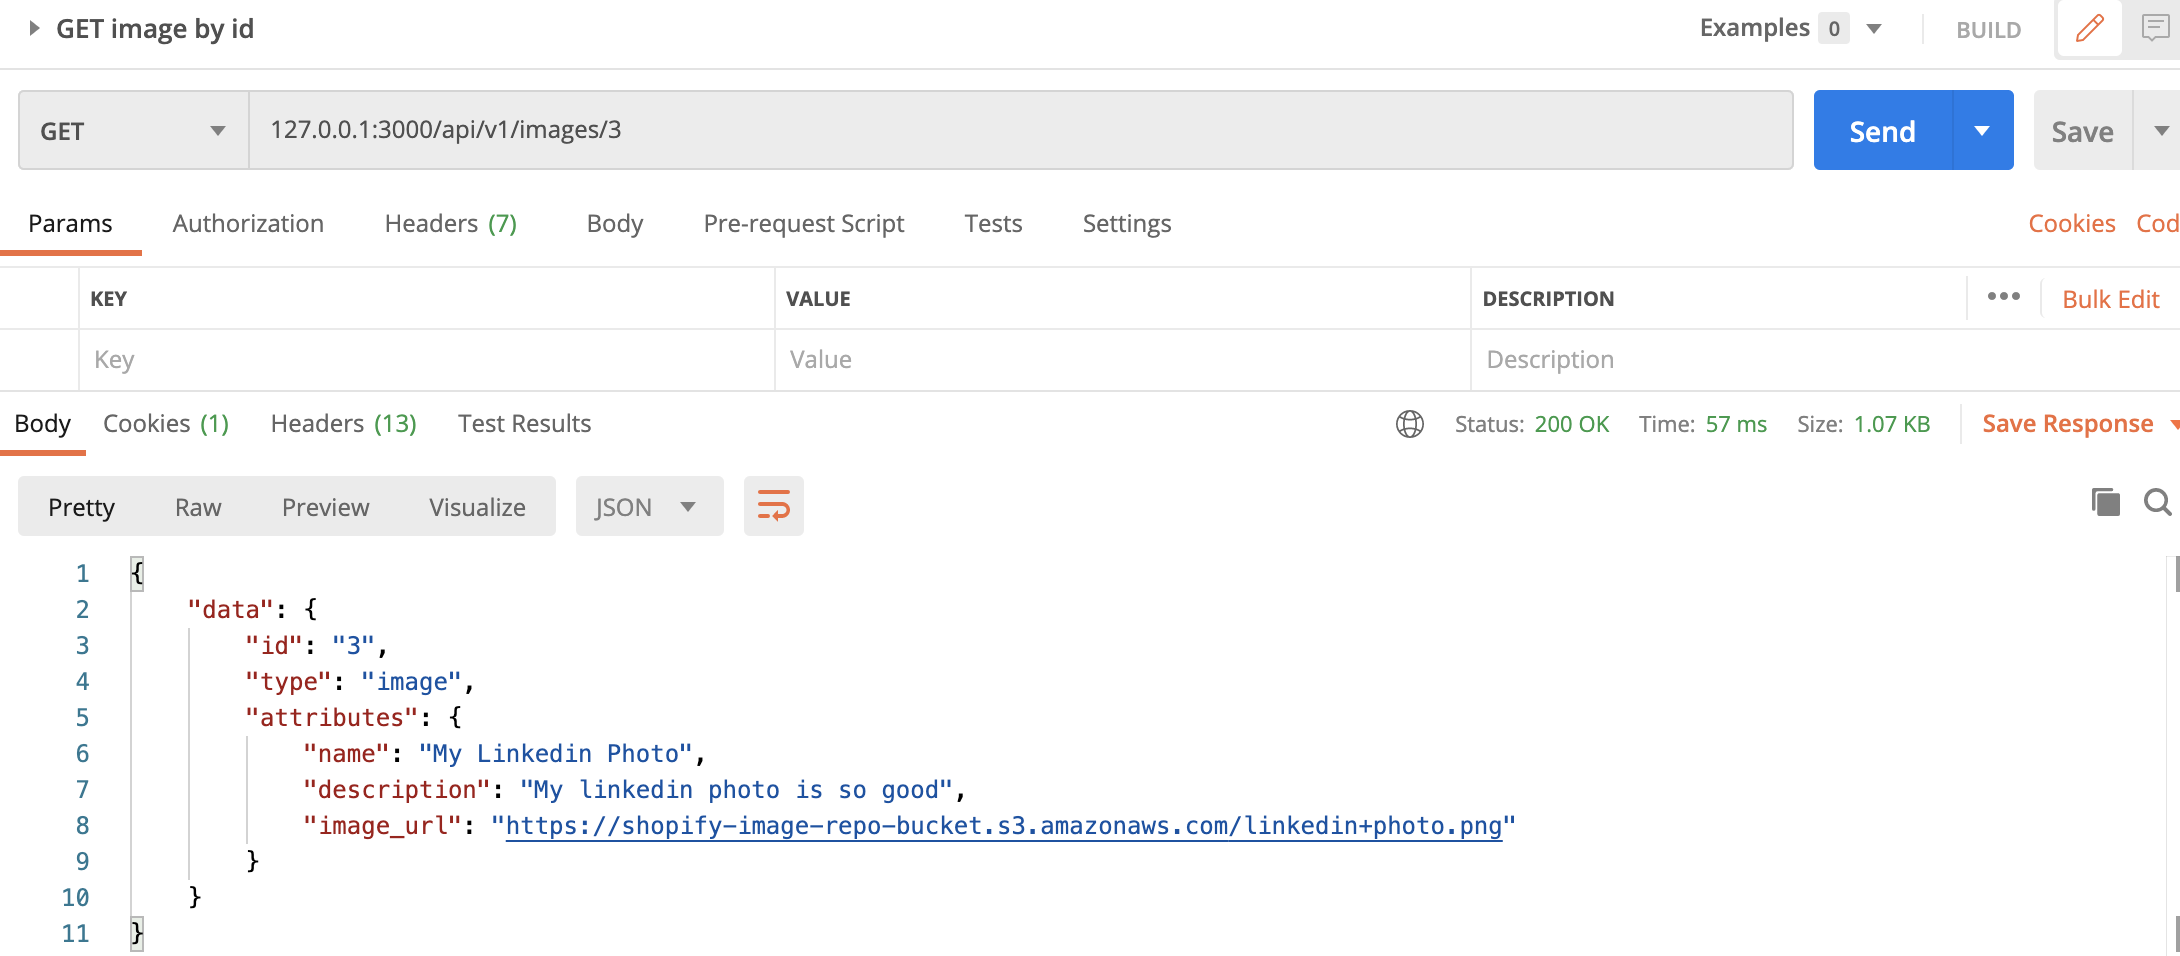 GET image by id
Examples 0
BUILD
GET 127.0.0.1:3000/api/v1/images/3
Send
Save
Params Authorization Headers (7) Body Pre-request Script Tests Settings Cookies Cod
KEY VALUE DESCRIPTION ••• Bulk Edit
Key Value Description
Body Cookies (1) Headers (13) Test Results Status: 200 OK Time: 57 ms Size: 1.07 KB Save Response
Pretty Raw Preview Visualize JSON
1 {
2 "data": {
3 "id": "3",
4 "type": "image",
5 "attributes": {
6 "name": "My Linkedin Photo",
7 "description": "My linkedin photo is so good",
8 "image_url": "https://shopify-image-repo-bucket.s3.amazonaws.com/linkedin+photo.png"
9 }
10 }
11 }